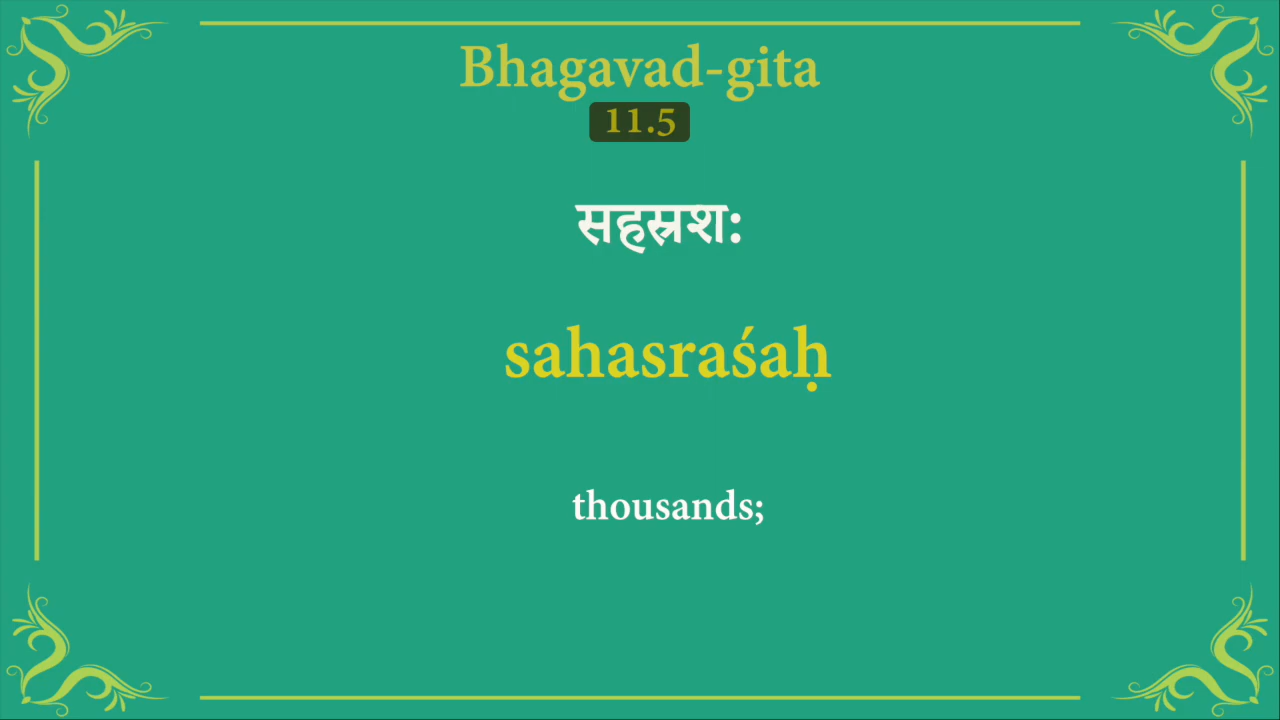 Bhagavad-gita
11.5
सहस्रश:
sahasraśaḥ
thousands;